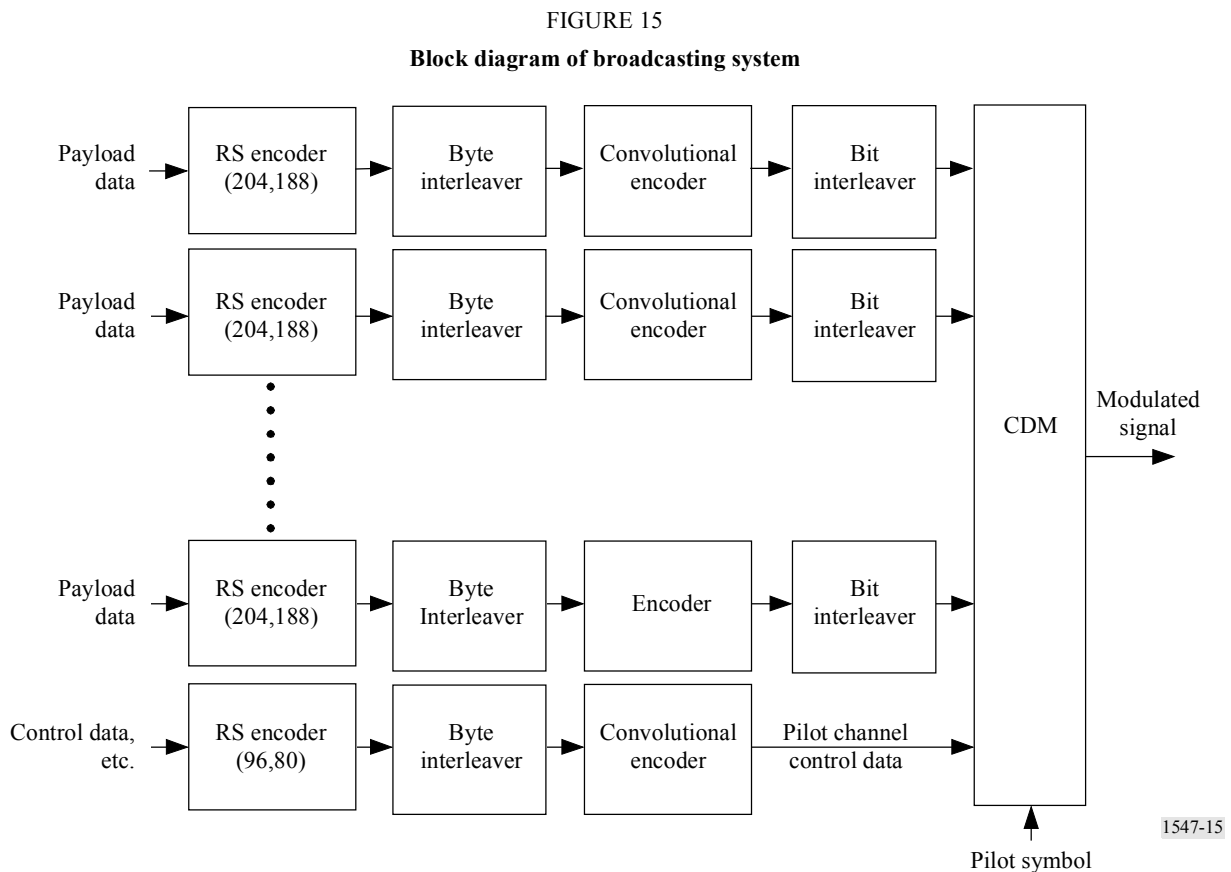 FIGURE 15
Block diagram of broadcasting system
Payload
data
RS encoder
(204,188)
Byte
interleaver
Convolutional
encoder
Bit
interleaver
Payload
data
RS encoder
(204,188)
Byte
interleaver
Convolutional
encoder
Bit
interleaver
CDM
Modulated
signal
Payload
data
RS encoder
(204,188)
Byte
Interleaver
Encoder
Bit
interleaver
Control data,
etc.
RS encoder
(96,80)
Byte
interleaver
Convolutional
encoder
Pilot channel
control data
Pilot symbol
1547-15